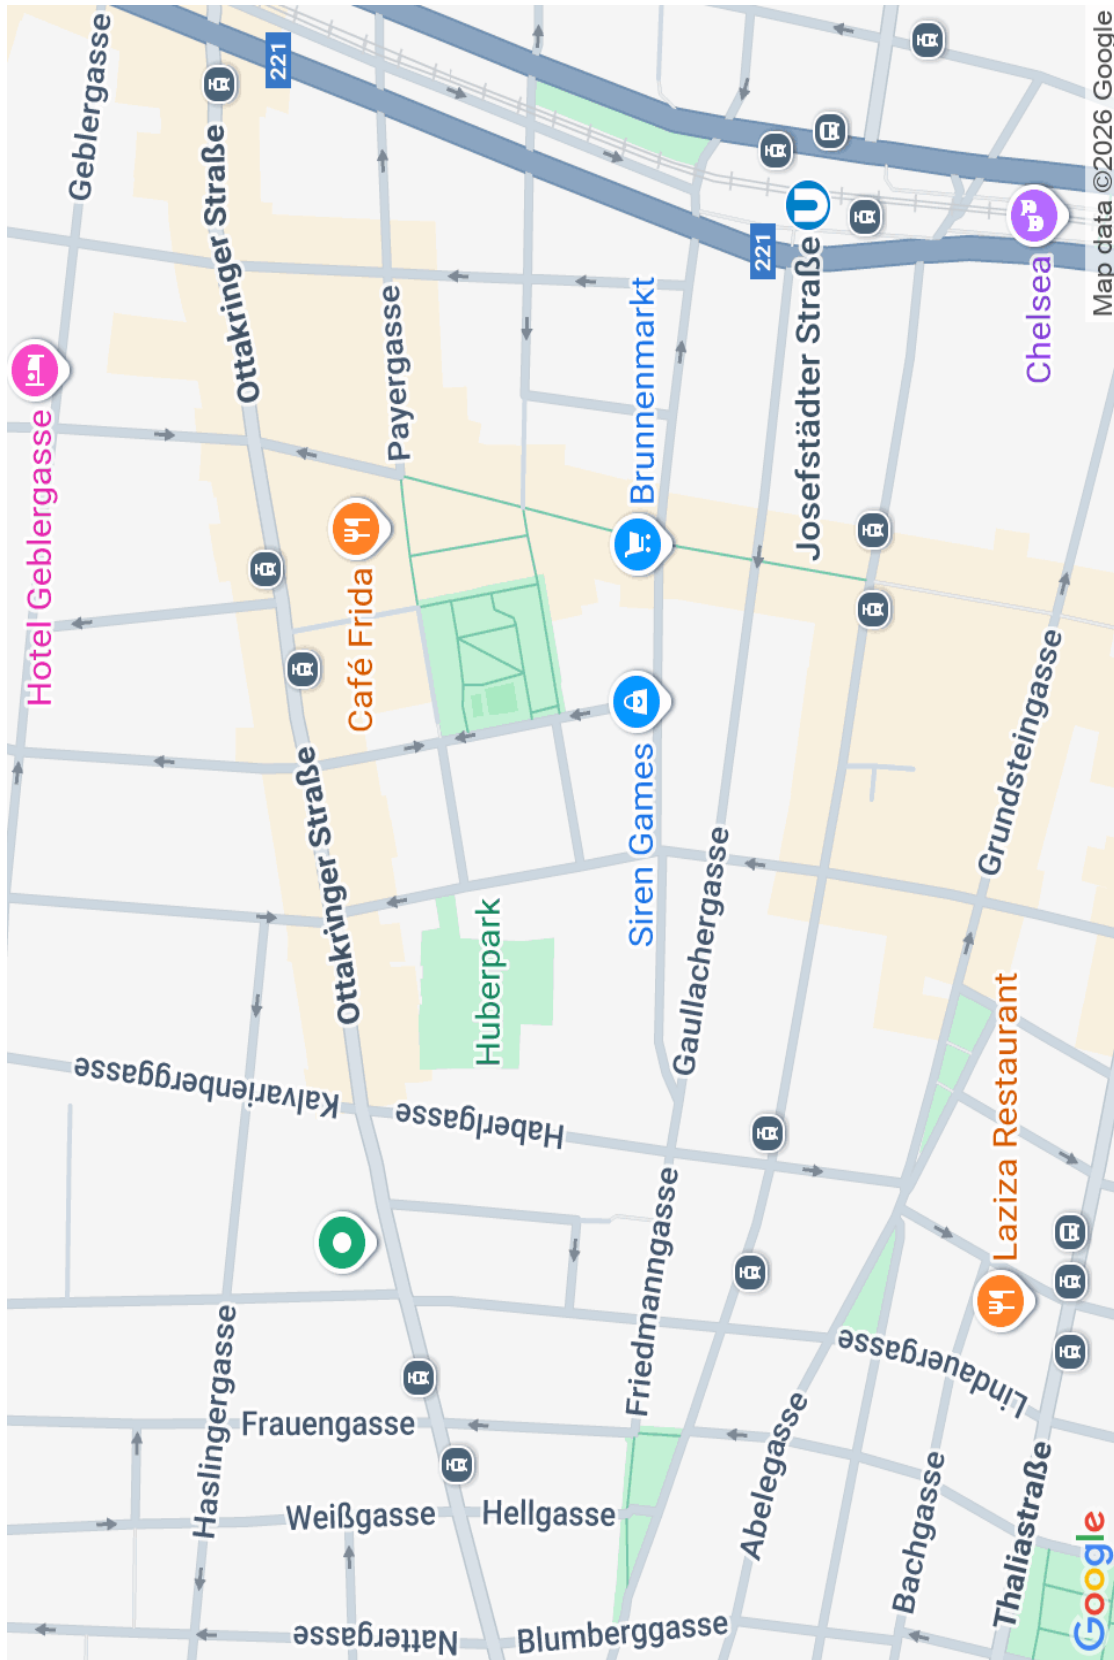 Geblergasse
Ottakringer Straße
221
Hotel Geblergasse
Ottakringer Straße
Payergasse
Café Frida
Brunnenmarkt
221
Josefstädter Straße
U
Chelsea
Siren Games
Huberpark
Gaullachergasse
Grundsteingasse
Kalvarienberggasse
Haberlgasse
Laziza Restaurant
Haslingergasse
Friedmanngasse
Lindauergasse
Frauengasse
Weißgasse
Hellgasse
Abelegasse
Bachgasse
Thaliastraße
Nattergasse
Blumberggasse
Google
Map data ©2026 Google